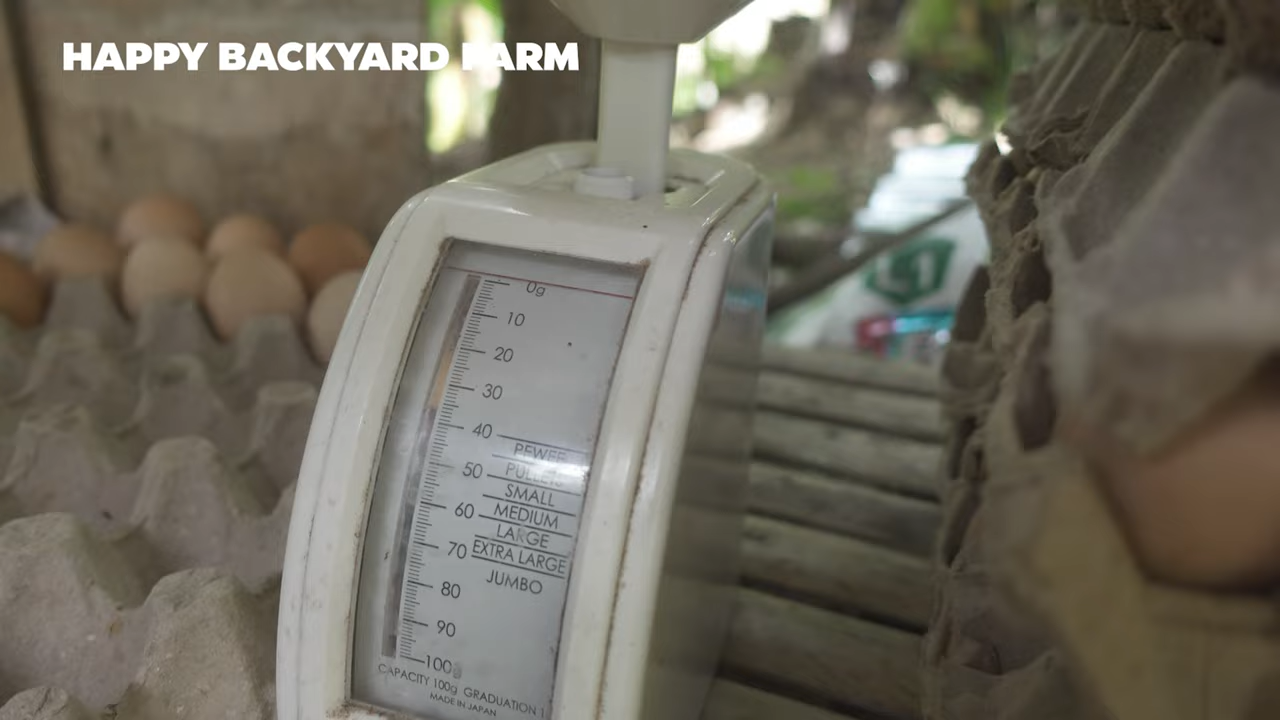 HAPPY BACKYARD FARM
L1
0g
10
20
30
40
PEWEE
50
PULLETS
SMALL
60
MEDIUM
LARGE
70
EXTRA LARGE
JUMBO
80
90
100g
CAPACITY 100g GRADUATION 1
MADE IN JAPAN